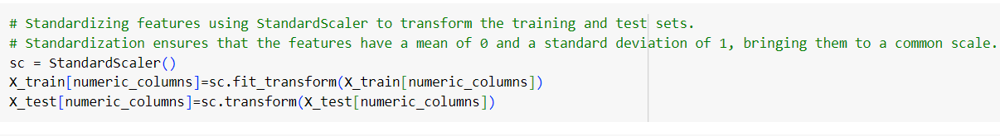 # Standardizing features using StandardScaler to transform the training and test sets.
# Standardization ensures that the features have a mean of 0 and a standard deviation of 1, bringing them to a common scale.
sc = StandardScaler()
X_train[numeric_columns]=sc.fit_transform(X_train[numeric_columns])
X_test[numeric_columns]=sc.transform(X_test[numeric_columns])